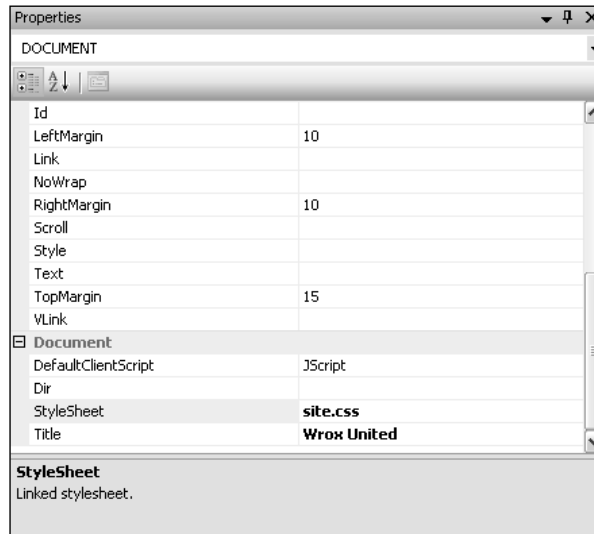 Properties
DOCUMENT
Id
LeftMargin 10
Link
NoWrap
RightMargin 10
Scroll
Style
Text
TopMargin 15
VLink
Document
DefaultClientScript JScript
Dir
StyleSheet site.css
Title Wrox United
StyleSheet
Linked stylesheet.